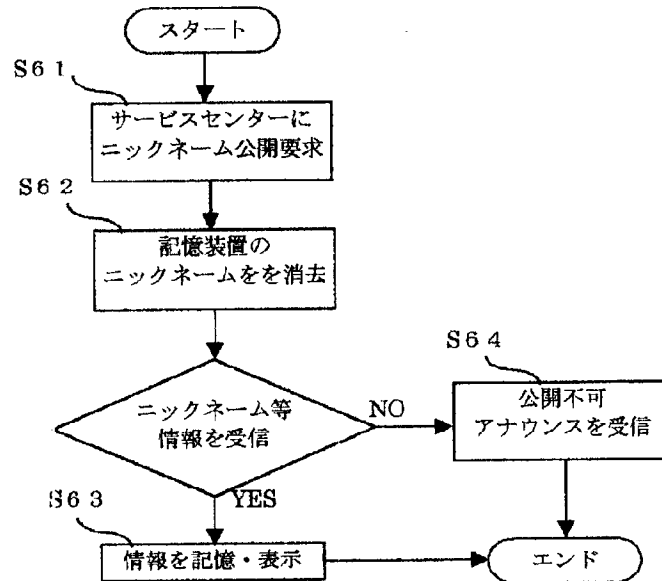 スタート
S61
サービスセンターに
ニックネーム公開要求
S62
記憶装置の
ニックネームをを消去
ニックネーム等
情報を受信
NO
S64
公開不可
アナウンスを受信
YES
S63
情報を記憶・表示
エンド